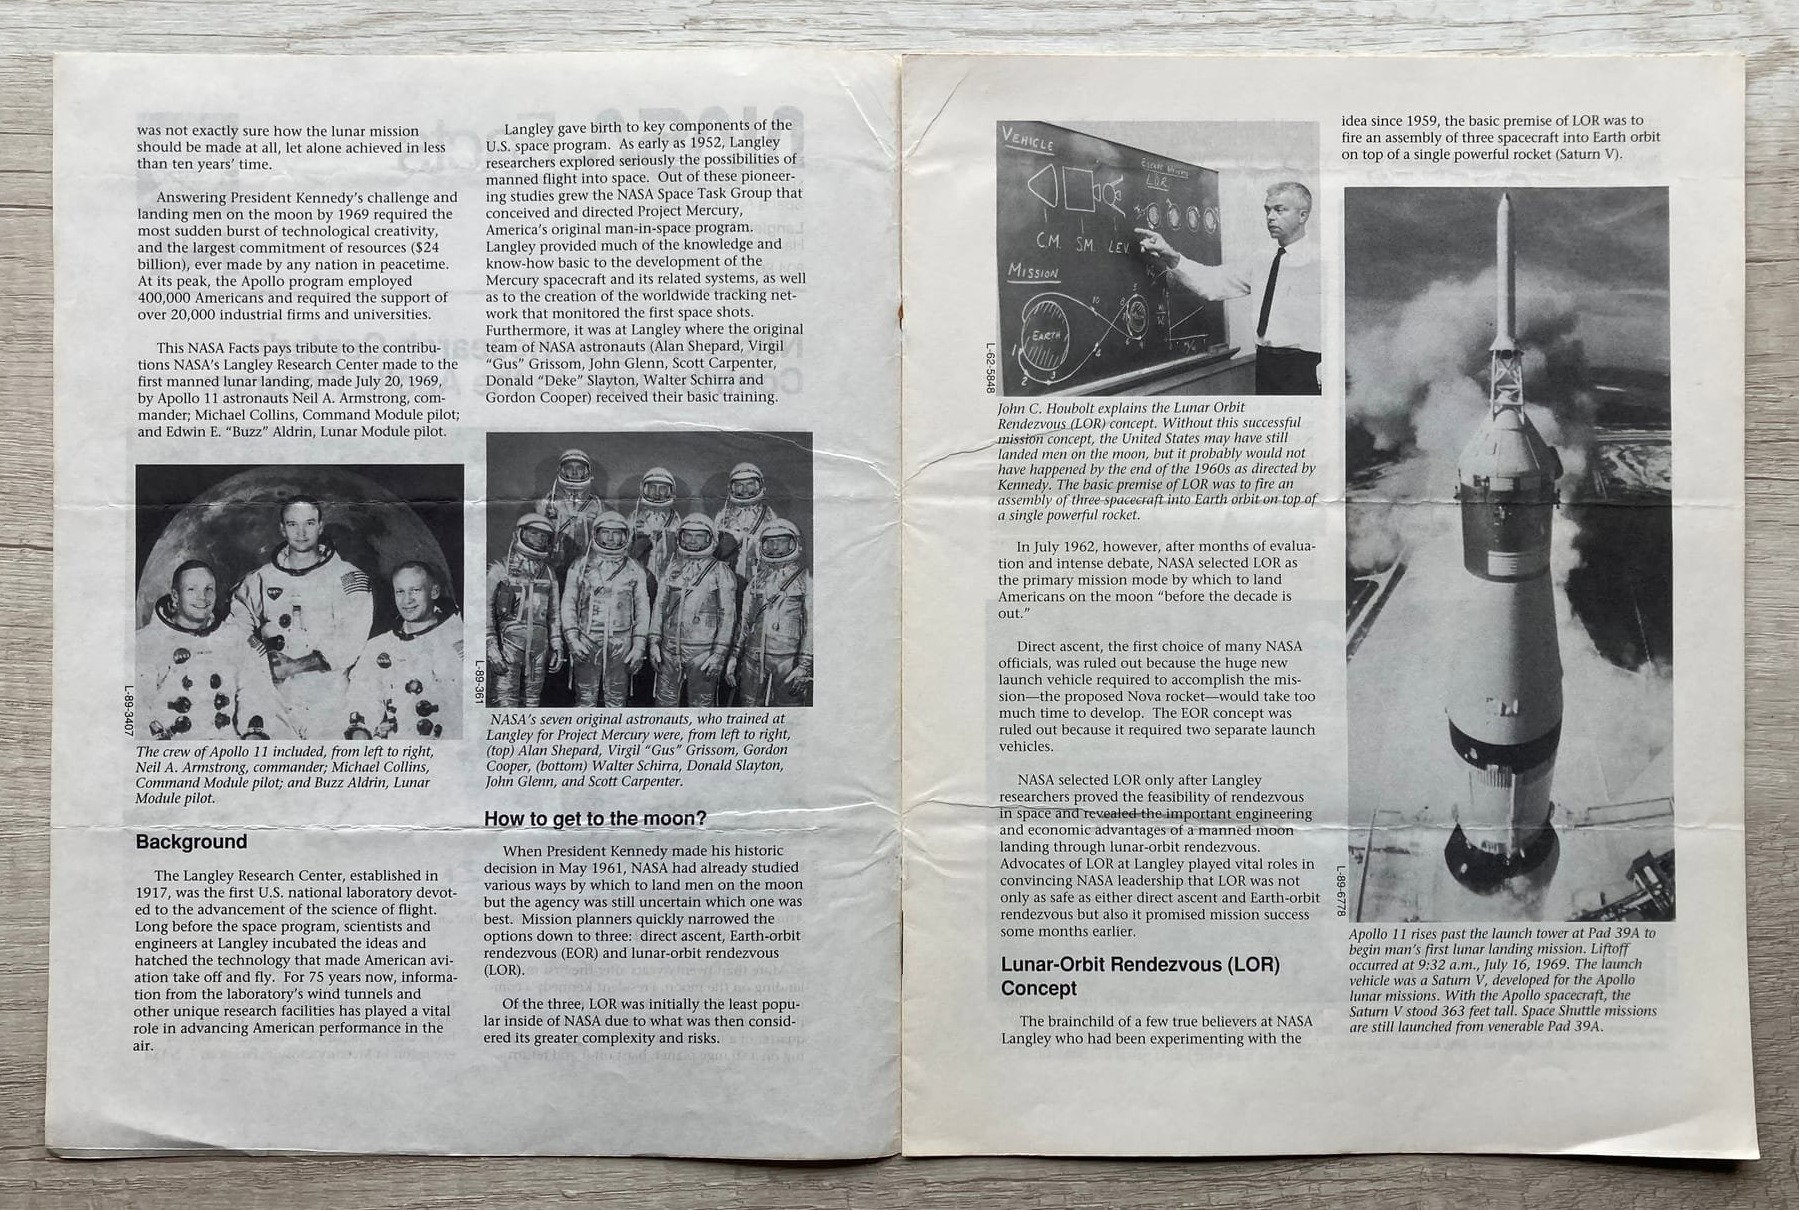 was not exactly sure how the lunar mission
should be made at all, let alone achieved in less
than ten years' time.
Answering President Kennedy's challenge and
landing men on the moon by 1969 required the
most sudden burst of technological creativity,
and the largest commitment of resources ($24
billion), ever made by any nation in peacetime.
At its peak, the Apollo program employed
400,000 Americans and required the support of
over 20,000 industrial firms and universities.
This NASA Facts pays tribute to the contribu-
tions NASA's Langley Research Center made to the
first manned lunar landing, made July 20, 1969,
by Apollo 11 astronauts Neil A. Armstrong, com-
mander; Michael Collins, Command Module pilot;
and Edwin E. “Buzz” Aldrin, Lunar Module pilot.
L-89-3407
The crew of Apollo 11 included, from left to right,
Neil A. Armstrong, commander; Michael Collins,
Command Module pilot; and Buzz Aldrin, Lunar
Module pilot.
Background
The Langley Research Center, established in
1917, was the first U.S. national laboratory devot-
ed to the advancement of the science of flight.
Long before the space program, scientists and
engineers at Langley incubated the ideas and
hatched the technology that made American avi-
ation take off and fly. For 75 years now, informa-
tion from the laboratory's wind tunnels and
other unique research facilities has played a vital
role in advancing American performance in the
air.
Langley gave birth to key components of the
U.S. space program. As early as 1952, Langley
researchers explored seriously the possibilities of
manned flight into space. Out of these pioneer-
ing studies grew the NASA Space Task Group that
conceived and directed Project Mercury,
America's original man-in-space program.
Langley provided much of the knowledge and
know-how basic to the development of the
Mercury spacecraft and its related systems, as well
as to the creation of the worldwide tracking net-
work that monitored the first space shots.
Furthermore, it was at Langley where the original
team of NASA astronauts (Alan Shepard, Virgil
“Gus” Grissom, John Glenn, Scott Carpenter,
Donald “Deke” Slayton, Walter Schirra and
Gordon Cooper) received their basic training.
L-89-361
NASA's seven original astronauts, who trained at
Langley for Project Mercury were, from left to right,
(top) Alan Shepard, Virgil “Gus” Grissom, Gordon
Cooper, (bottom) Walter Schirra, Donald Slayton,
John Glenn, and Scott Carpenter.
How to get to the moon?
When President Kennedy made his historic
decision in May 1961, NASA had already studied
various ways by which to land men on the moon
but the agency was still uncertain which one was
best. Mission planners quickly narrowed the
options down to three: direct ascent, Earth-orbit
rendezvous (EOR) and lunar-orbit rendezvous
(LOR).
Of the three, LOR was initially the least popu-
lar inside of NASA due to what was then consid-
ered its greater complexity and risks.
VEHICLE
LOR
C.M. S.M. LEV
MISSION
EARTH
L-62-5848
John C. Houbolt explains the Lunar Orbit
Rendezvous (LOR) concept. Without this successful
mission concept, the United States may have still
landed men on the moon, but it probably would not
have happened by the end of the 1960s as directed by
Kennedy. The basic premise of LOR was to fire an
assembly of three spacecraft into Earth orbit on top of
a single powerful rocket.
In July 1962, however, after months of evalua-
tion and intense debate, NASA selected LOR as
the primary mission mode by which to land
Americans on the moon “before the decade is
out.”
Direct ascent, the first choice of many NASA
officials, was ruled out because the huge new
launch vehicle required to accomplish the mis-
sion—the proposed Nova rocket—would take too
much time to develop. The EOR concept was
ruled out because it required two separate launch
vehicles.
NASA selected LOR only after Langley
researchers proved the feasibility of rendezvous
in space and revealed the important engineering
and economic advantages of a manned moon
landing through lunar-orbit rendezvous.
Advocates of LOR at Langley played vital roles in
convincing NASA leadership that LOR was not
only as safe as either direct ascent and Earth-orbit
rendezvous but also it promised mission success
some months earlier.
Lunar-Orbit Rendezvous (LOR)
Concept
The brainchild of a few true believers at NASA
Langley who had been experimenting with the
idea since 1959, the basic premise of LOR was to
fire an assembly of three spacecraft into Earth orbit
on top of a single powerful rocket (Saturn V).
L-89-6778
Apollo 11 rises past the launch tower at Pad 39A to
begin man's first lunar landing mission. Liftoff
occurred at 9:32 a.m., July 16, 1969. The launch
vehicle was a Saturn V, developed for the Apollo
lunar missions. With the Apollo spacecraft, the
Saturn V stood 363 feet tall. Space Shuttle missions
are still launched from venerable Pad 39A.